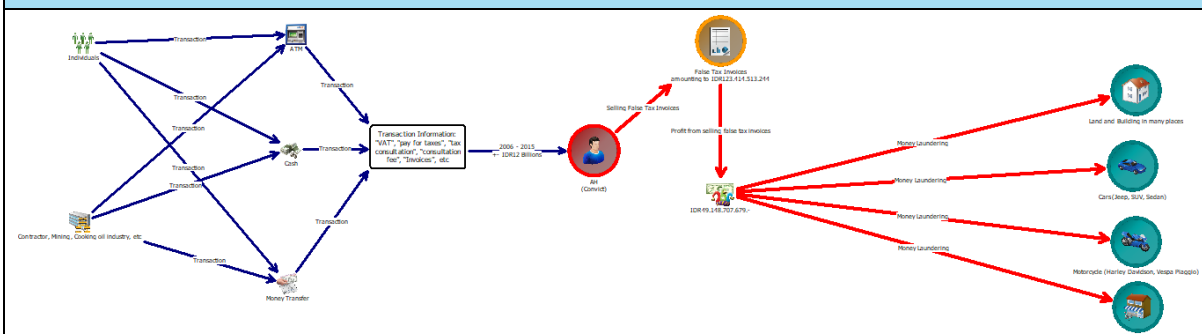 Individuals
Transaction
ATM
Transaction
Transaction
Transaction
Transaction
Transaction
Cash
Transaction
Transaction
Contractor, Mining, Cooking oil industry, etc
Transaction
Money Transfer
Transaction Information:
"VAT", "pay for taxes", "tax
consultation", "consultation
fee", "Invoices", etc
2006 - 2015
+- IDR12 Billions
AH
(Convict)
Selling False Tax Invoices
False Tax Invoices
amounting to IDR123.414.513.244
Profit from selling false tax invoices
IDR49.148.707.679.-
Money Laundering
Land and Building in many places
Money Laundering
Cars(Jeep, SUV, Sedan)
Money Laundering
Motorcycle (Harley Davidson, Vespa Piaggio)
Money Laundering